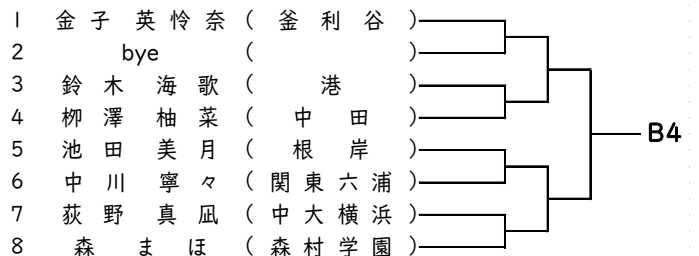 1 金子 英怜奈 ( 釜利谷 )
2 bye ( )
3 鈴木 海歌 ( 港 )
4 栁澤 柚菜 ( 中田 )
5 池田 美月 ( 根岸 )
6 中川 寧々 ( 関東六浦 )
7 荻野 真凪 ( 中大横浜 )
8 森 まほ ( 森村学園 )
B4